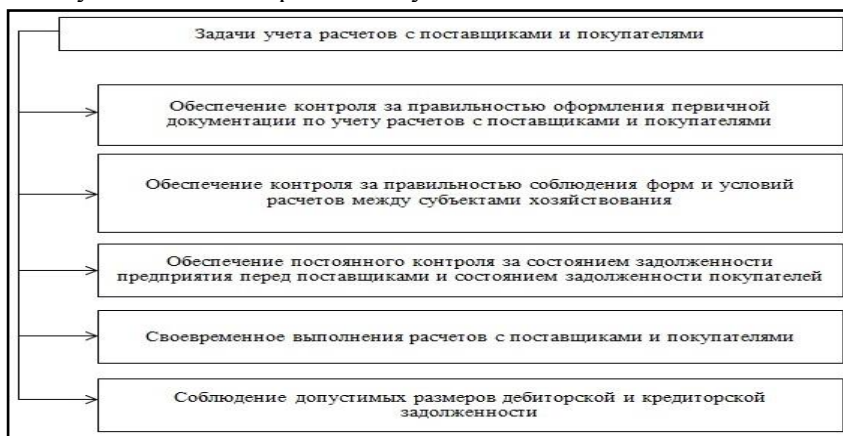 Задачи учета расчетов с поставщиками и покупателями
Обеспечение контроля за правильностью оформления первичной
документации по учету расчетов с поставщиками и покупателями
Обеспечение контроля за правильностью соблюдения форм и условий
расчетов между субъектами хозяйствования
Обеспечение постоянного контроля за состоянием задолженности
предприятия перед поставщиками и состоянием задолженности покупателей
Своевременное выполнения расчетов с поставщиками и покупателями
Соблюдение допустимых размеров дебиторской и кредиторской
задолженности